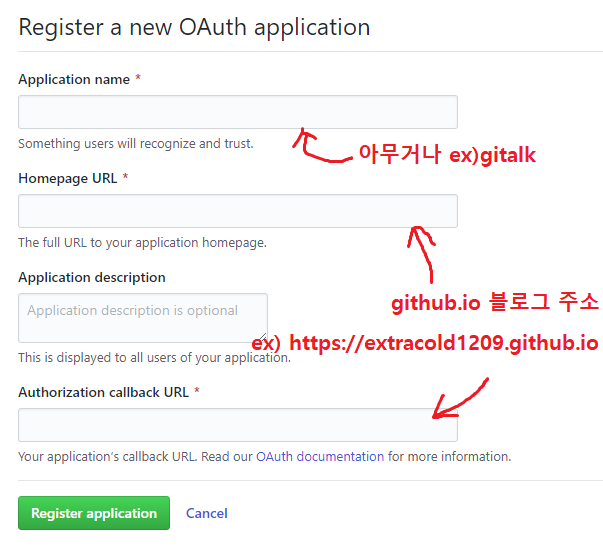 Register a new OAuth application
Application name *
Something users will recognize and trust.
아무거나 ex)gitalk
Homepage URL *
The full URL to your application homepage.
Application description
Application description is optional
github.io 블로그 주소
ex) https://extracold1209.github.io
This is displayed to all users of your application.
Authorization callback URL *
Your application’s callback URL. Read our OAuth documentation for more information.
Register application
Cancel